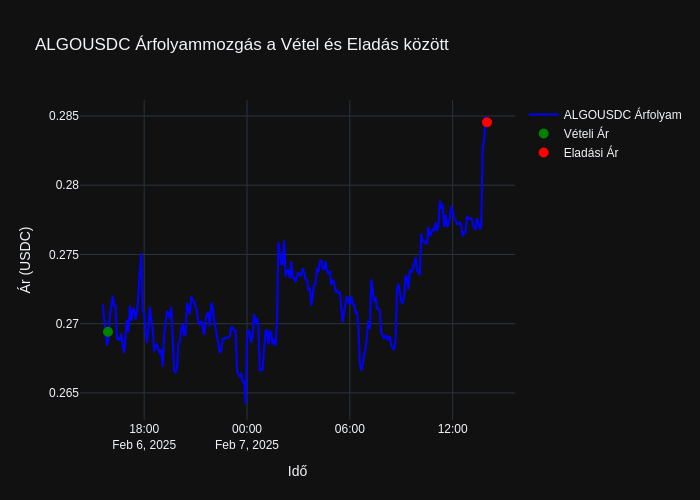 ALGOUSDC Árfolyammozgás a Vétel és Eladás között
ALGOUSDC Árfolyam
Vételi Ár
Eladási Ár
Ár (USDC)
0.285
0.28
0.275
0.27
0.265
18:00
Feb 6, 2025
00:00
Feb 7, 2025
06:00
12:00
Idő